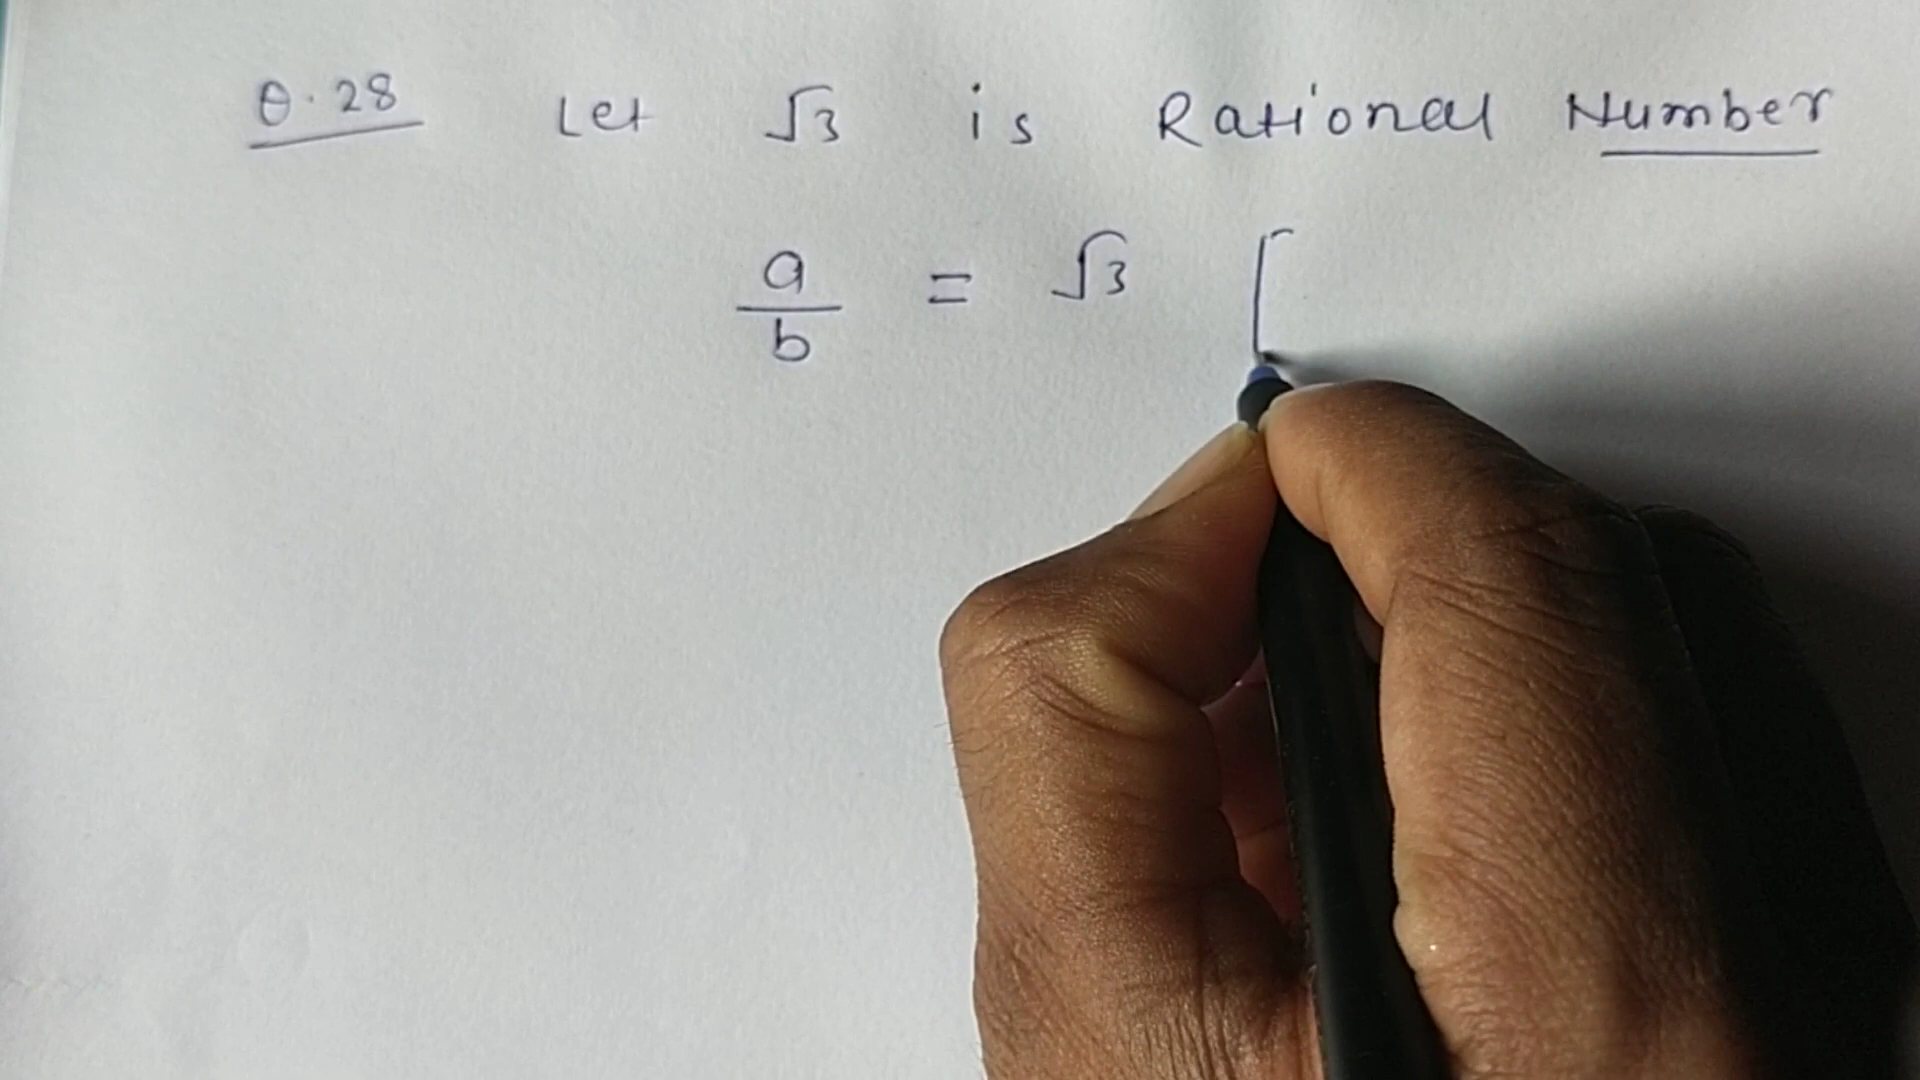 Q.28 Let √3 is Rational Number
a/b = √3 [